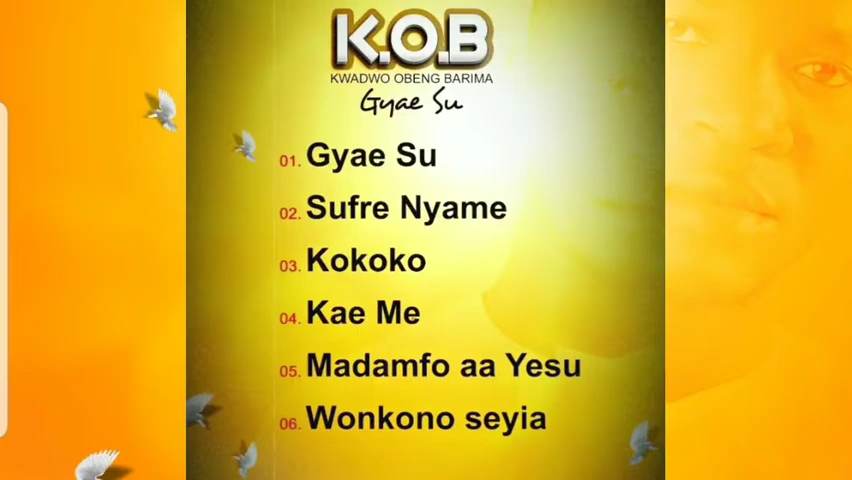 K.O.B
KWADWO OBENG BARIMA
Gyae Su
01. Gyae Su
02. Sufre Nyame
03. Kokoko
04. Kae Me
05. Madamfo aa Yesu
06. Wonkono seyia